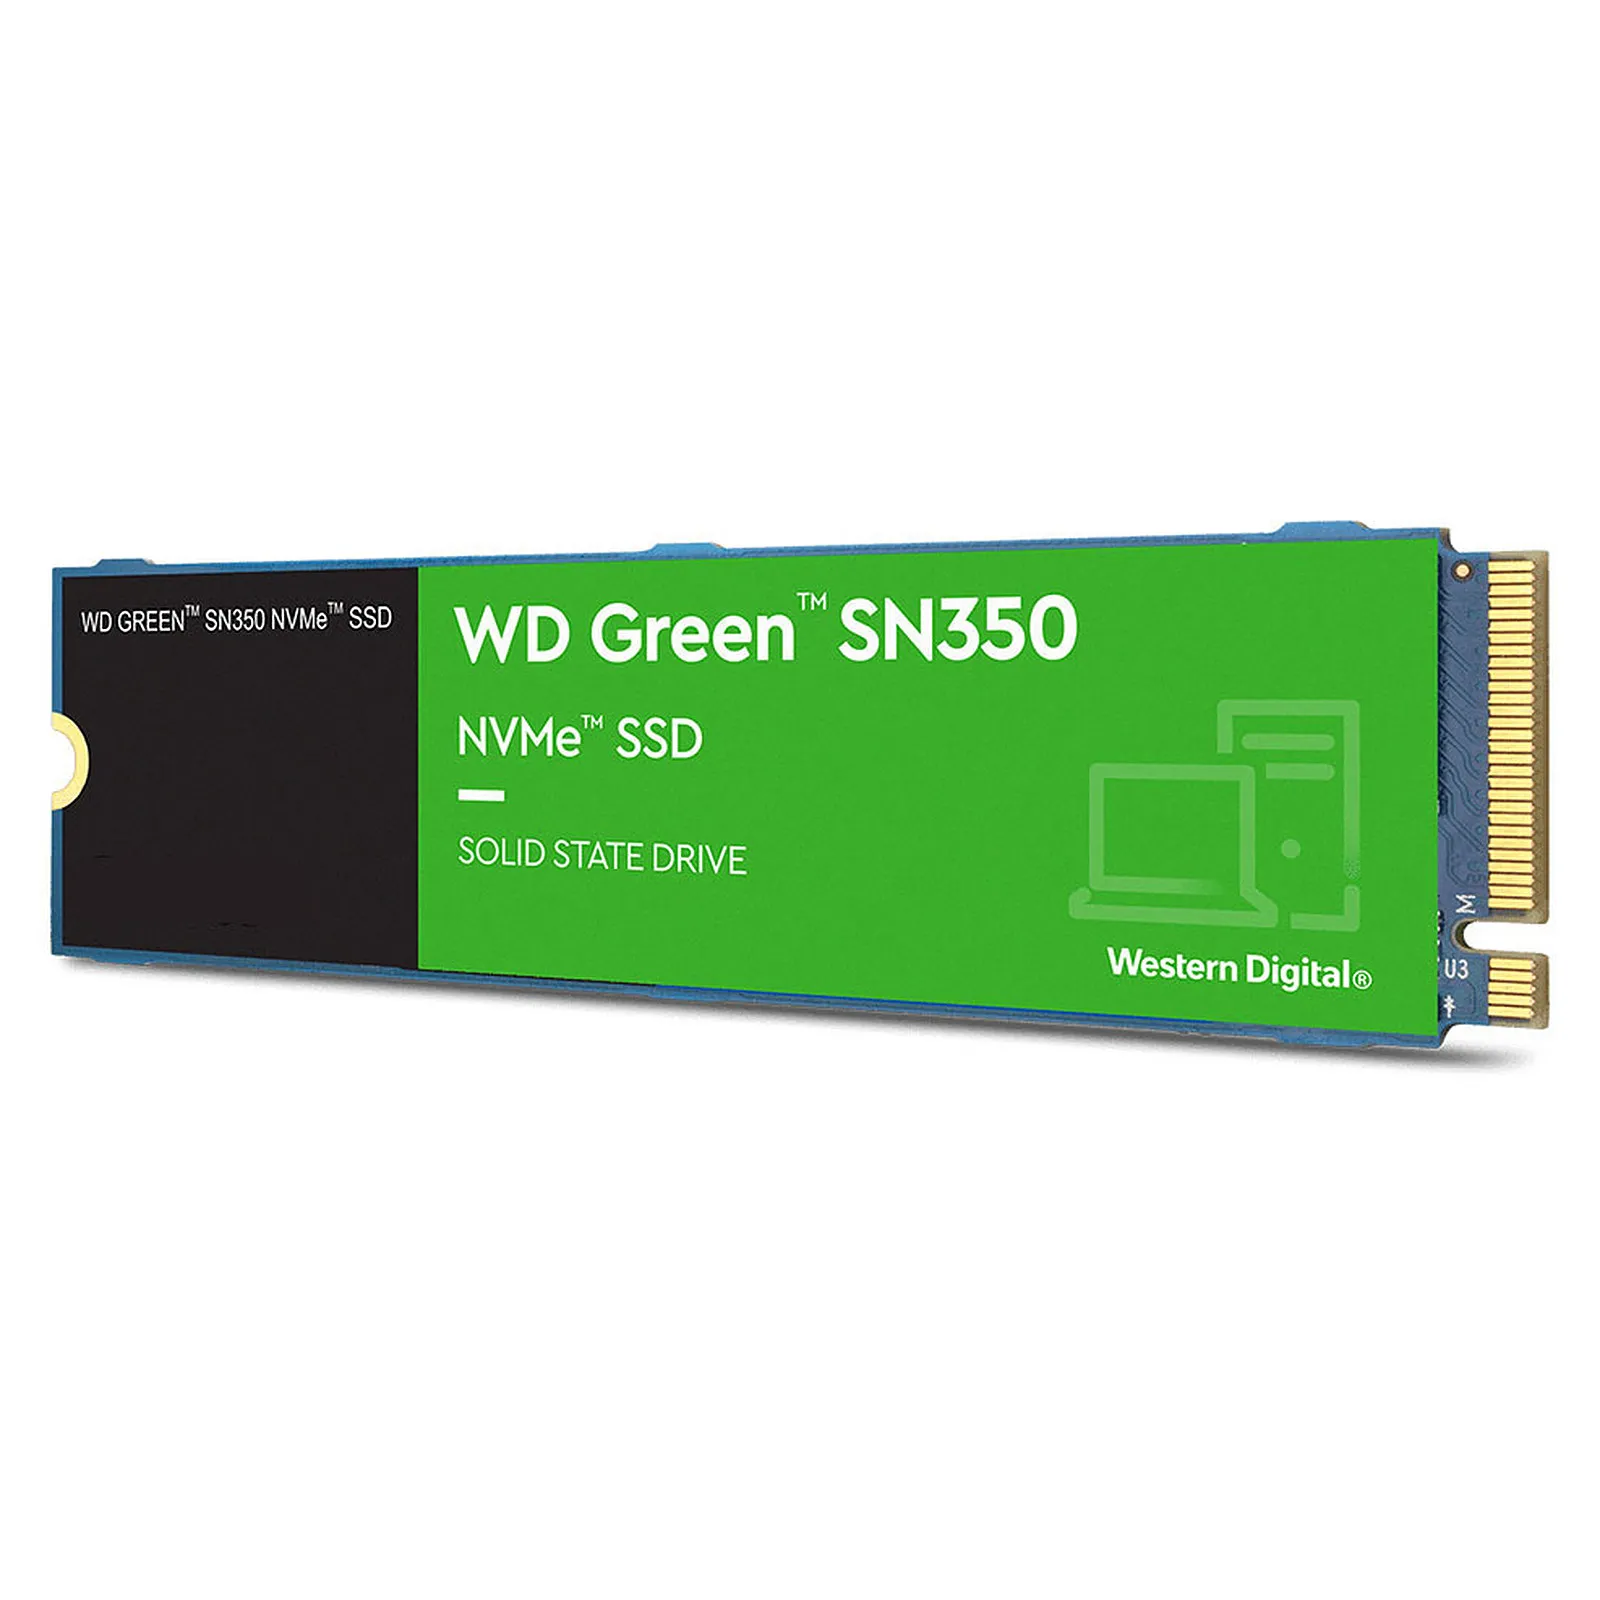 WD GREEN™ SN350 NVMe™ SSD
WD Green™ SN350
NVMe™ SSD
SOLID STATE DRIVE
Western Digital®
M
U3